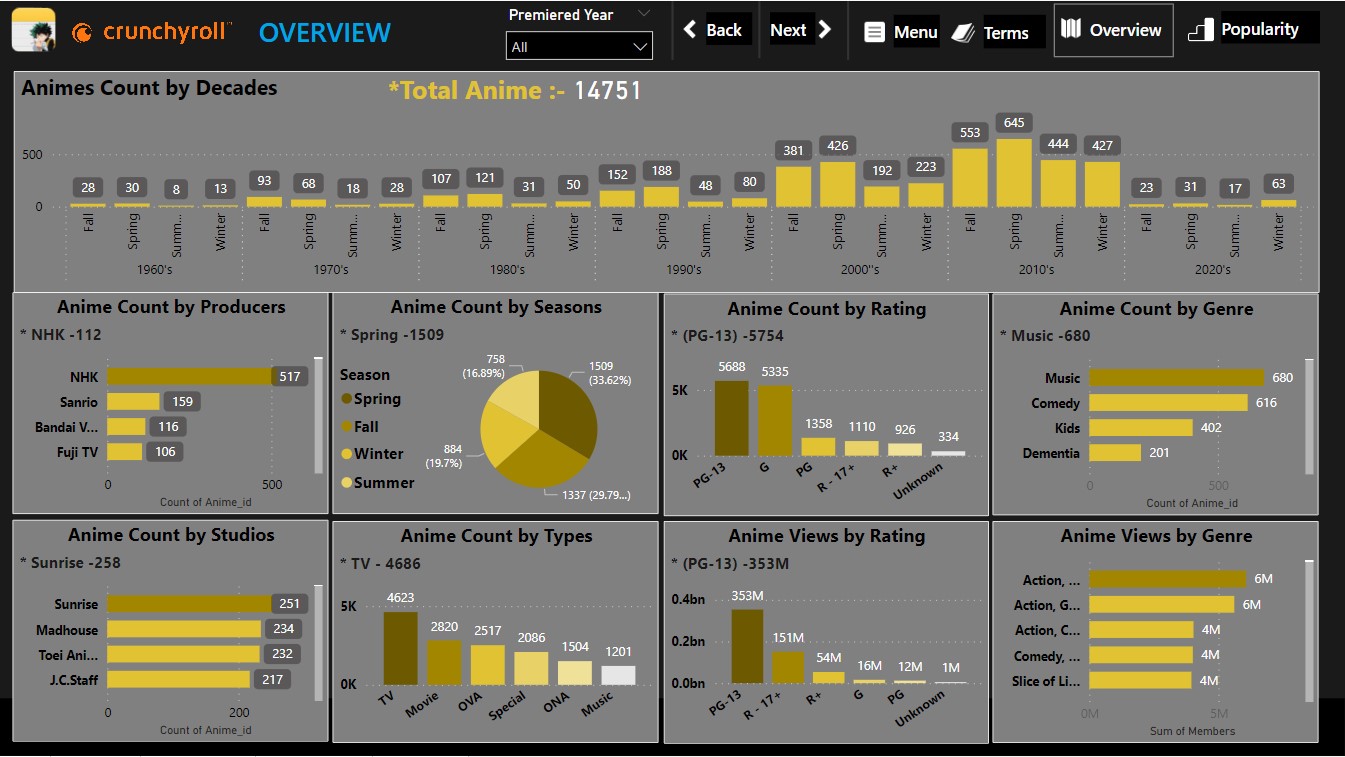 crunchyroll
OVERVIEW
Premiered Year
All
Back
Next
Menu
Terms
Overview
Popularity
Animes Count by Decades
*Total Anime :- 14751
500
0
28 30 8 13 93 68 18 28 107 121 31 50 152 188 48 80 381 426 192 223 553 645 444 427 23 31 17 63
Fall Spring Summ... Winter Fall Spring Summ... Winter Fall Spring Summ... Winter Fall Spring Summ... Winter Fall Spring Summ... Winter Fall Spring Summ... Winter Fall Spring Summ... Winter
1960's 1970's 1980's 1990's 2000''s 2010's 2020's
Anime Count by Producers
* NHK -112
NHK 517
Sanrio 159
Bandai V... 116
Fuji TV 106
0 500
Count of Anime_id
Anime Count by Seasons
* Spring -1509
Season
Spring
Fall
Winter
Summer
758
(16.89%)
1509
(33.62%)
884
(19.7%)
1337 (29.79...)
Anime Count by Rating
* (PG-13) -5754
5K
0K
5688 5335 1358 1110 926 334
PG-13 G PG R - 17+ R+ Unknown
Anime Count by Genre
* Music -680
Music 680
Comedy 616
Kids 402
Dementia 201
0 500
Count of Anime_id
Anime Count by Studios
* Sunrise -258
Sunrise 251
Madhouse 234
Toei Ani... 232
J.C.Staff 217
0 200
Count of Anime_id
Anime Count by Types
* TV - 4686
5K
0K
4623 2820 2517 2086 1504 1201
TV Movie OVA Special ONA Music
Anime Views by Rating
* (PG-13) -353M
0.4bn
0.2bn
0.0bn
353M 151M 54M 16M 12M 1M
PG-13 R - 17+ R+ G PG Unknown
Anime Views by Genre
Action, ... 6M
Action, G... 6M
Action, C... 4M
Comedy, ... 4M
Slice of Li... 4M
0M 5M
Sum of Members